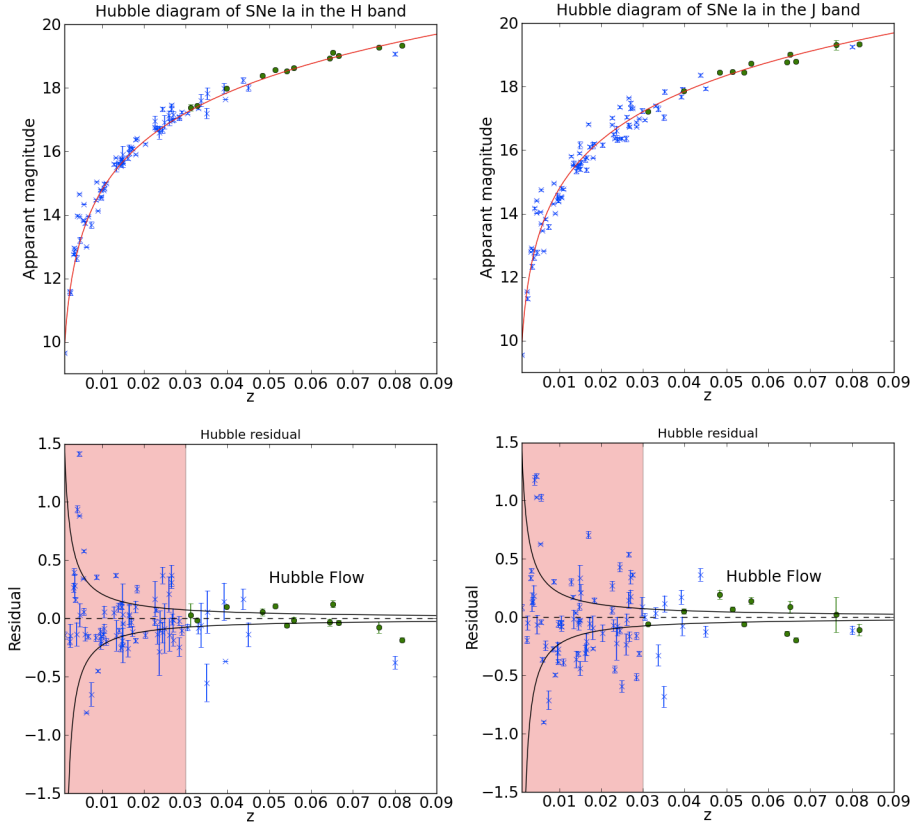 Hubble diagram of SNe Ia in the H band
20
18
16
14
12
10
Apparant magnitude
0.01 0.02 0.03 0.04 0.05 0.06 0.07 0.08 0.09
z
Hubble diagram of SNe Ia in the J band
20
18
16
14
12
10
Apparant magnitude
0.01 0.02 0.03 0.04 0.05 0.06 0.07 0.08 0.09
z
Hubble residual
1.5
1.0
0.5
0.0
−0.5
−1.0
−1.5
Residual
Hubble Flow
0.01 0.02 0.03 0.04 0.05 0.06 0.07 0.08 0.09
z
Hubble residual
1.5
1.0
0.5
0.0
−0.5
−1.0
−1.5
Residual
Hubble Flow
0.01 0.02 0.03 0.04 0.05 0.06 0.07 0.08 0.09
z